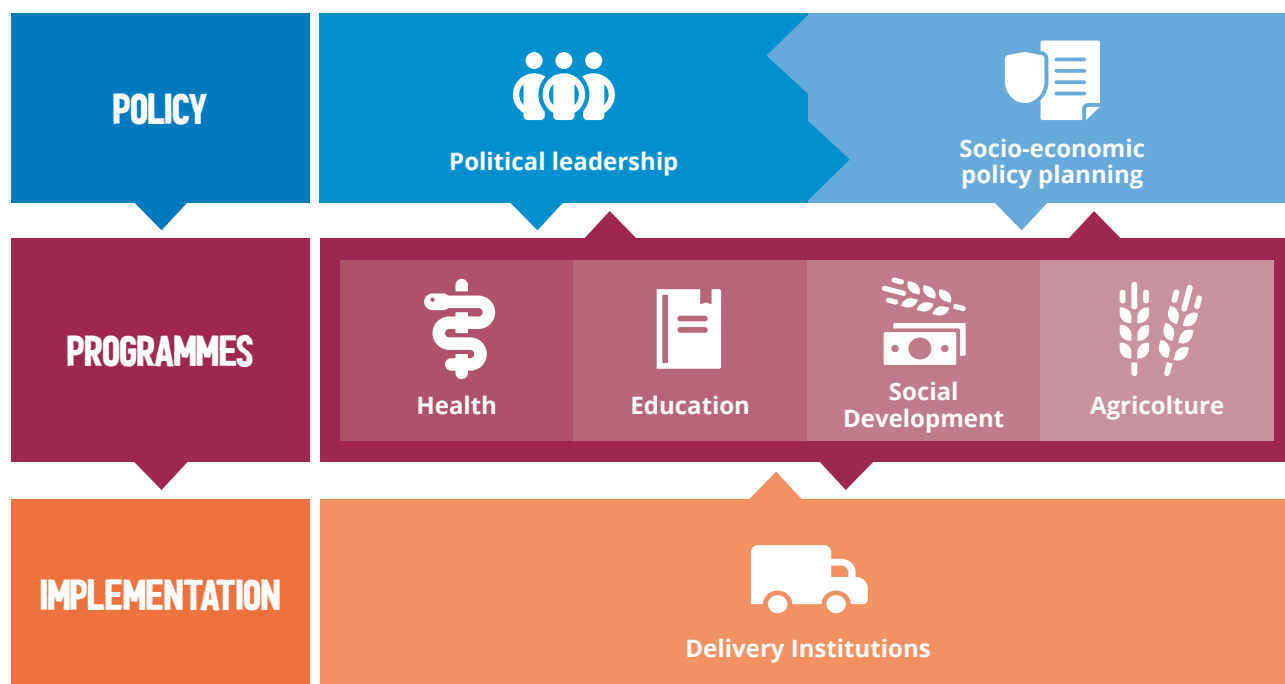 POLICY
Political leadership
Socio-economic
policy planning
PROGRAMMES
Health
Education
Social
Development
Agricolture
IMPLEMENTATION
Delivery Institutions